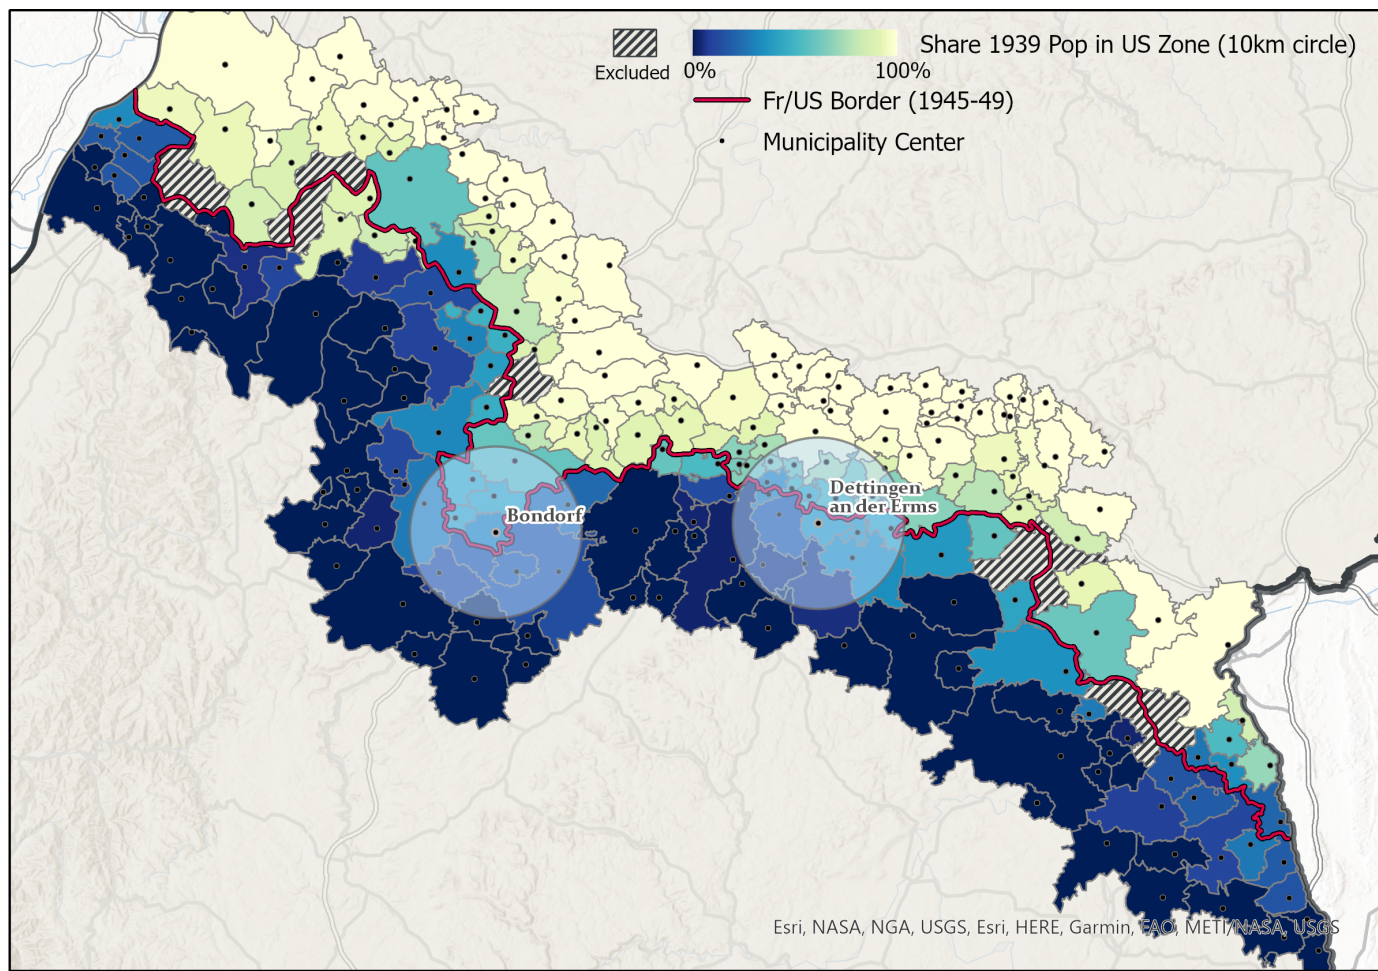 Share 1939 Pop in US Zone (10km circle)
Excluded 0% 100%
Fr/US Border (1945-49)
Municipality Center
Dettingen
an der Erms
Bondorf
Esri, NASA, NGA, USGS, Esri, HERE, Garmin, FAO, METI/NASA, USGS